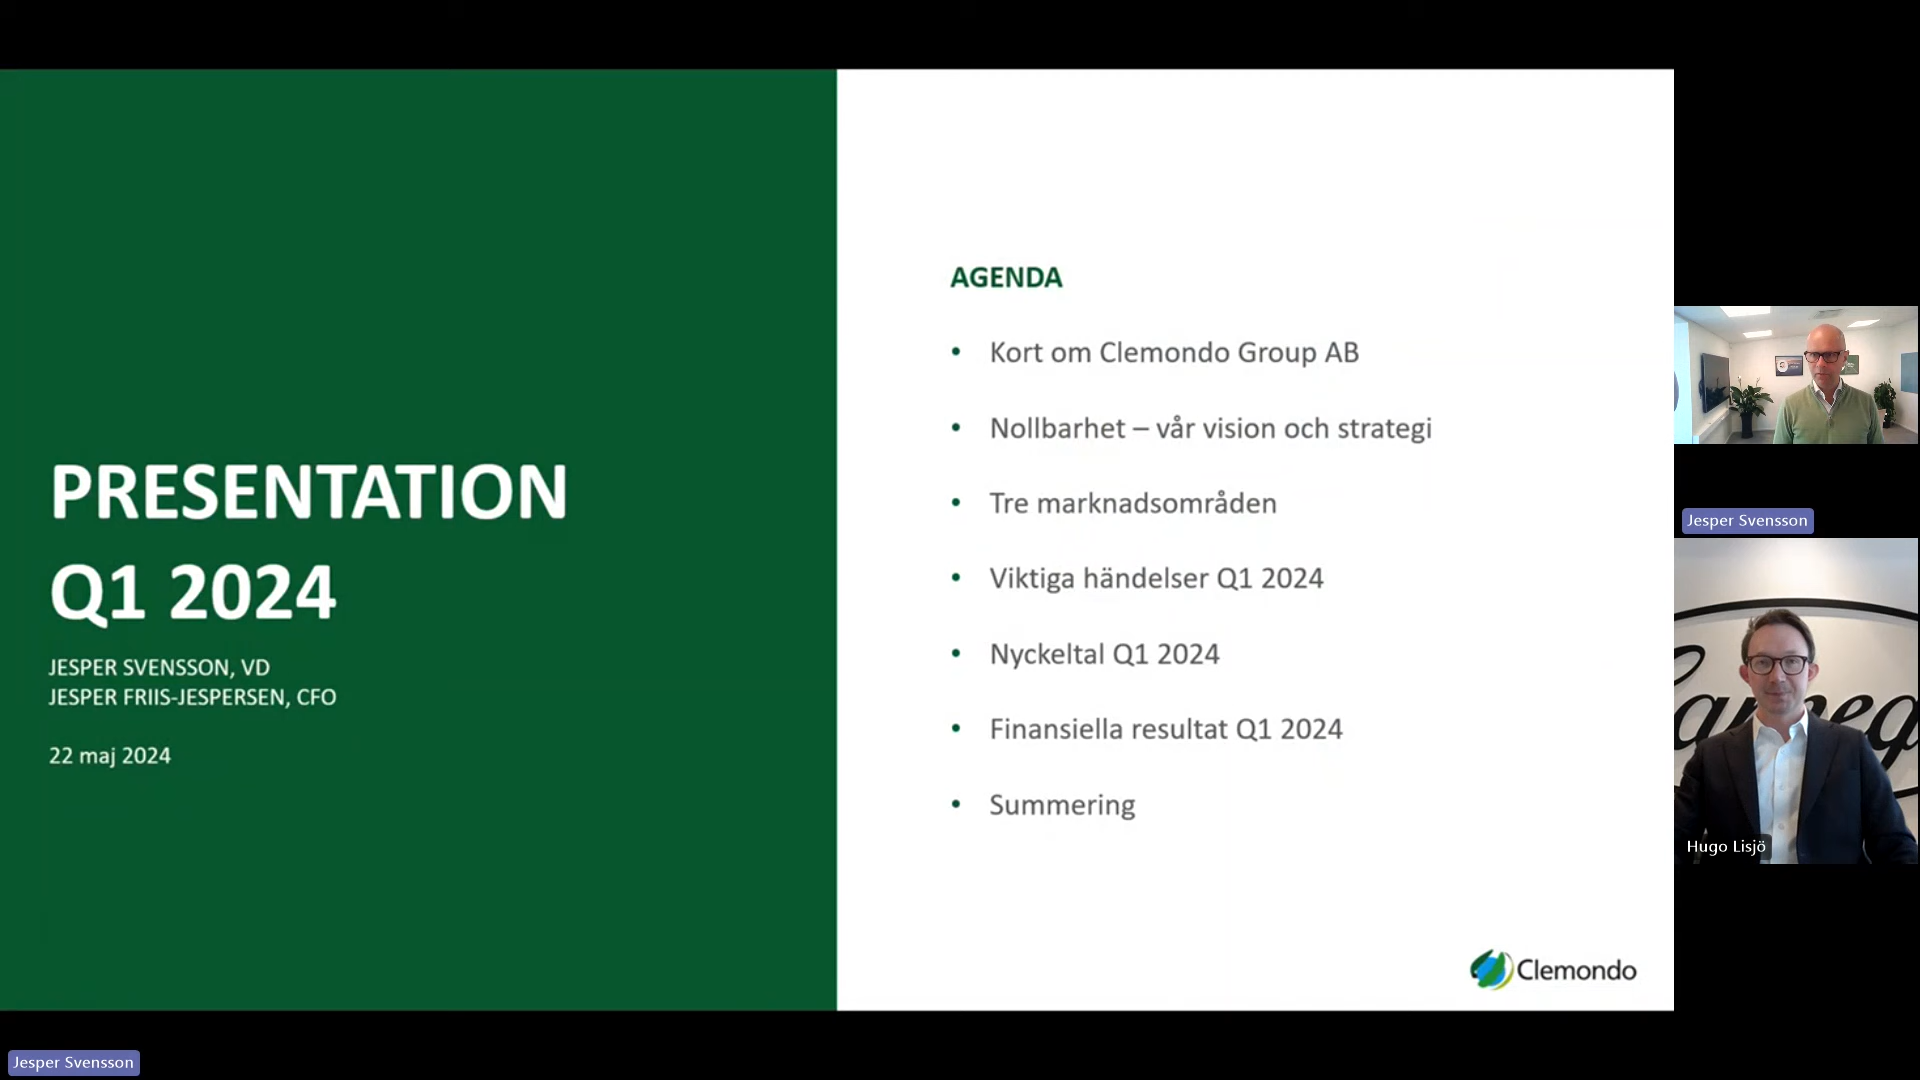 PRESENTATION
Q1 2024
JESPER SVENSSON, VD
JESPER FRIIS-JESPERSEN, CFO
22 maj 2024
AGENDA
• Kort om Clemondo Group AB
• Nollbarhet – vår vision och strategi
• Tre marknadsområden
• Viktiga händelser Q1 2024
• Nyckeltal Q1 2024
• Finansiella resultat Q1 2024
• Summering
Clemondo
Jesper Svensson
Hugo Lisjö
Jesper Svensson